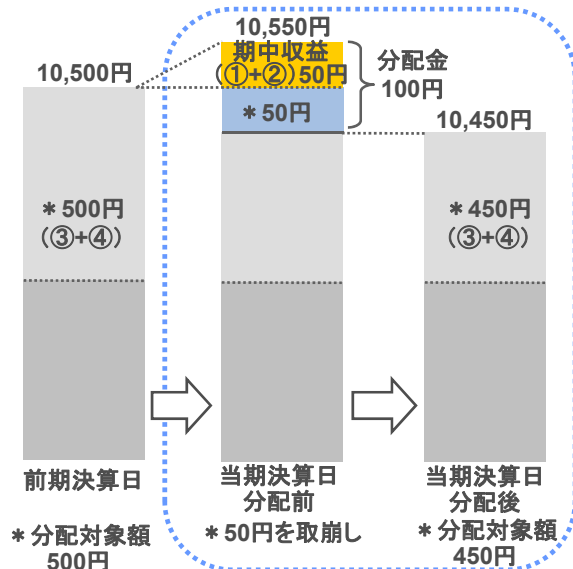 10,550円
期中収益
(①+②)50円
分配金
100円
10,500円
*50円
10,450円
*500円
(③+④)
*450円
(③+④)
前期決算日
当期決算日
分配前
当期決算日
分配後
*分配対象額
500円
*50円を取崩し
*分配対象額
450円